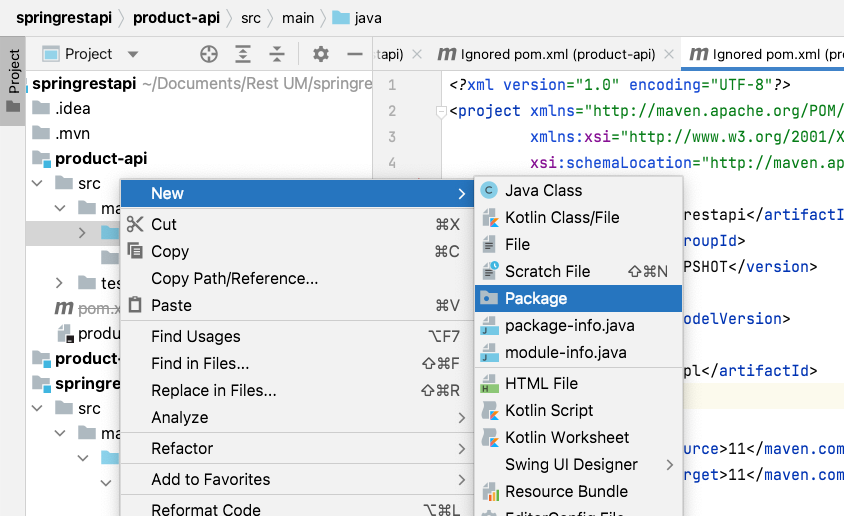 springrestapi product-api src main java
Project
Project
tapi) Ignored pom.xml (product-api) Ignored pom.xml (pro
springrestapi ~/Documents/Rest UM/springre
.idea
.mvn
product-api
src
ma
tes
pom.x
produ
product-
springre
src
ma
1 <?xml version="1.0" encoding="UTF-8"?>
2 <project xmlns="http://maven.apache.org/POM/
3 xmlns:xsi="http://www.w3.org/2001/X
4 xsi:schemaLocation="http://maven.ap
restapi</artifactI
roupId>
PSHOT</version>
odelVersion>
pl</artifactId>
urce>11</maven.com
rget>11</maven.com
New
Cut ⌘X
Copy ⌘C
Copy Path/Reference...
Paste ⌘V
Find Usages ⌥F7
Find in Files... ⇧⌘F
Replace in Files... ⇧⌘R
Analyze
Refactor
Add to Favorites
Reformat Code ⌥⌘L
Java Class
Kotlin Class/File
File
Scratch File ⇧⌘N
Package
package-info.java
module-info.java
HTML File
Kotlin Script
Kotlin Worksheet
Swing UI Designer
Resource Bundle
EditorConfig File